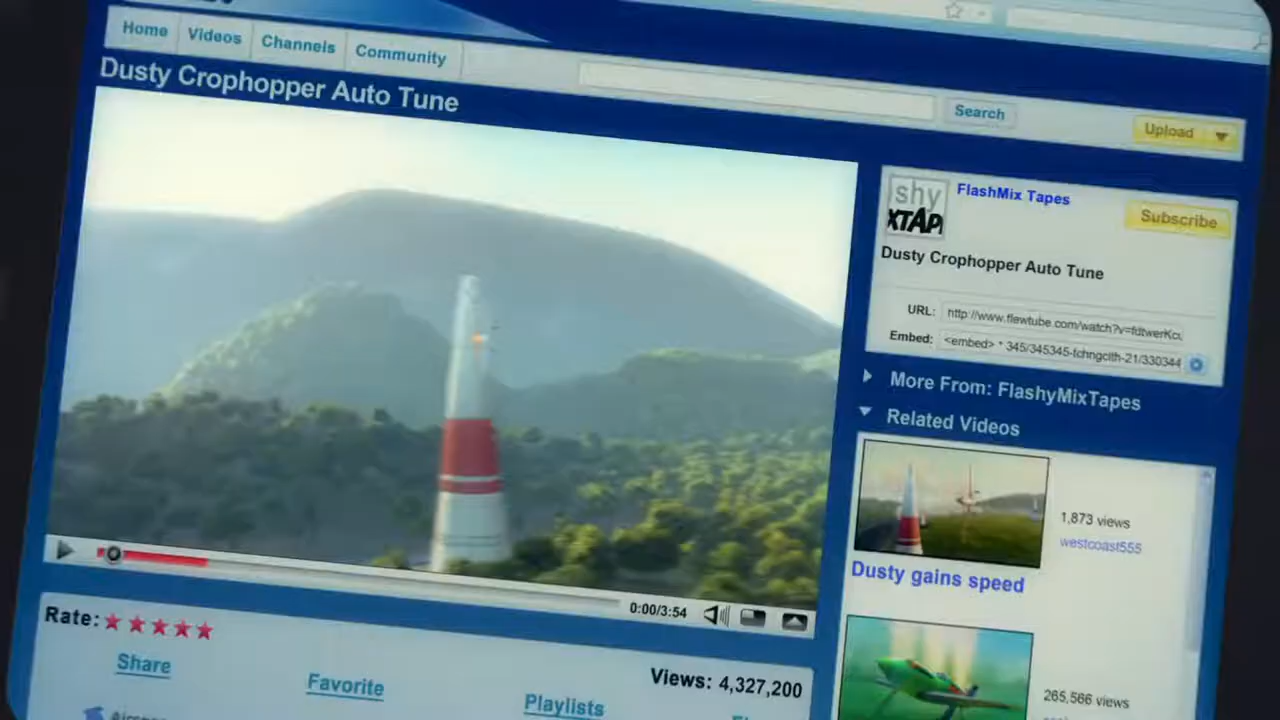 Home Videos Channels Community
Search
Upload
Dusty Crophopper Auto Tune
shy
XTAP
FlashMix Tapes
Subscribe
Dusty Crophopper Auto Tune
URL: http://www.flewtube.com/watch?v=fdtwerKcu
Embed: <embed> * 345/345345-fchngcith-21/330344
More From: FlashyMixTapes
Related Videos
1,873 views
westcoast555
Dusty gains speed
0:00/3:54
Rate:
Views: 4,327,200
Share
Favorite
Playlists
265,566 views